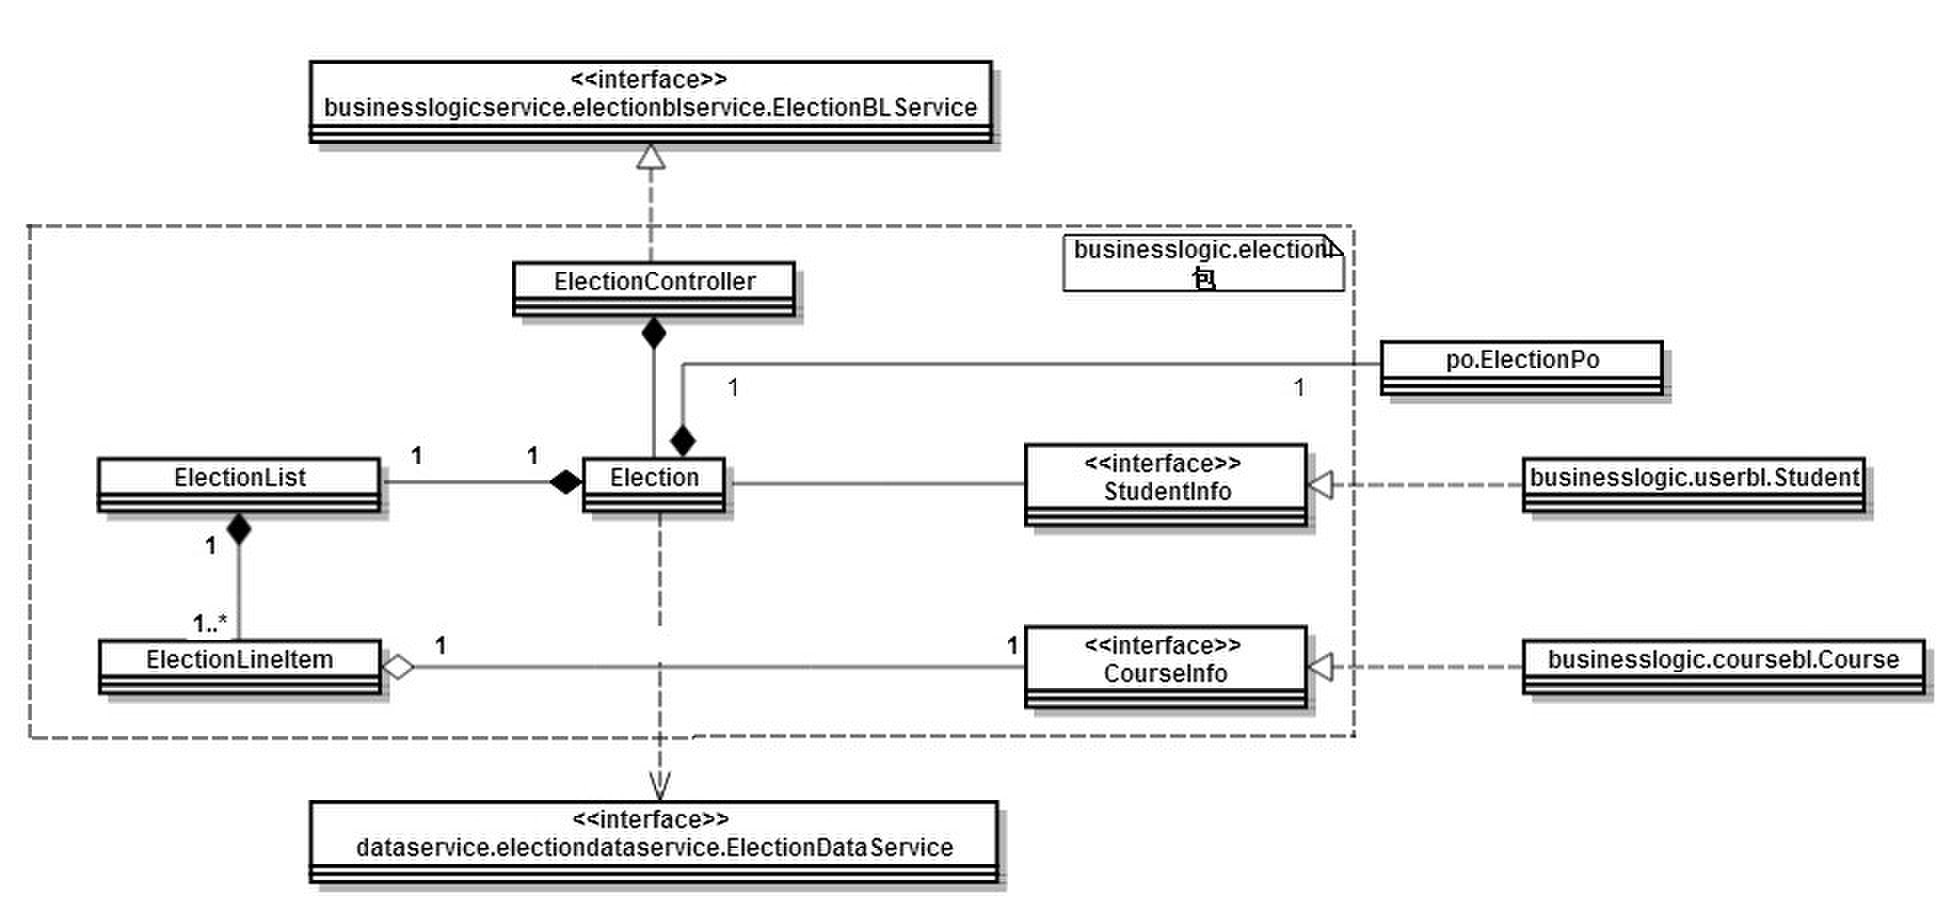 <<interface>>
businesslogicservice.electionblservice.ElectionBLService
businesslogic.election
包
ElectionController
po.ElectionPo
1
1
1
1
ElectionList
Election
<<interface>>
StudentInfo
businesslogic.userbl.Student
1
1..*
ElectionLineItem
1
1
<<interface>>
CourseInfo
businesslogic.coursebl.Course
<<interface>>
dataservice.electiondataservice.ElectionDataService